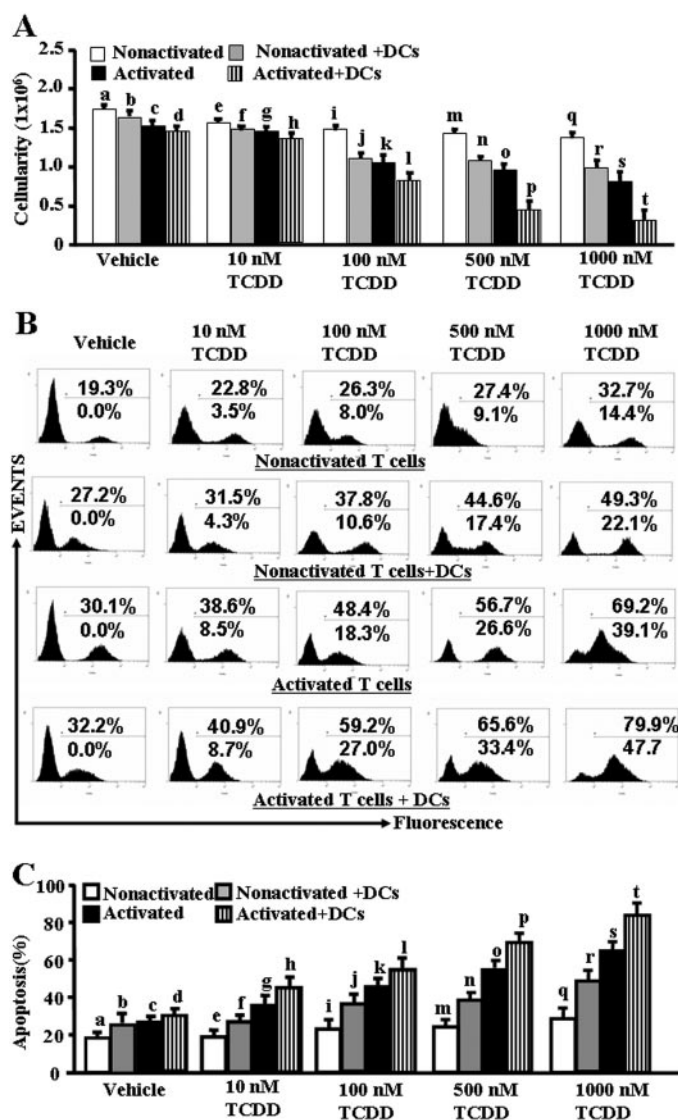 A
Nonactivated
Nonactivated +DCs
Activated
Activated+DCs
Cellularity (1x10⁶)
2.5
2.0
1.5
1.0
0.5
0
a b c d e f g h i j k l m n o p q r s t
Vehicle 10 nM 100 nM 500 nM 1000 nM
TCDD TCDD TCDD TCDD
B
Vehicle 10 nM 100 nM 500 nM 1000 nM
TCDD TCDD TCDD TCDD
EVENTS
19.3% 22.8% 26.3% 27.4% 32.7%
0.0% 3.5% 8.0% 9.1% 14.4%
Nonactivated T cells
27.2% 31.5% 37.8% 44.6% 49.3%
0.0% 4.3% 10.6% 17.4% 22.1%
Nonactivated T cells+DCs
30.1% 38.6% 48.4% 56.7% 69.2%
0.0% 8.5% 18.3% 26.6% 39.1%
Activated T cells
32.2% 40.9% 59.2% 65.6% 79.9%
0.0% 8.7% 27.0% 33.4% 47.7
Activated T cells + DCs
Fluorescence
C
Nonactivated
Nonactivated +DCs
Activated
Activated+DCs
Apoptosis(%)
100
80
60
40
20
0
a b c d e f g h i j k l m n o p q r s t
Vehicle 10 nM 100 nM 500 nM 1000 nM
TCDD TCDD TCDD TCDD